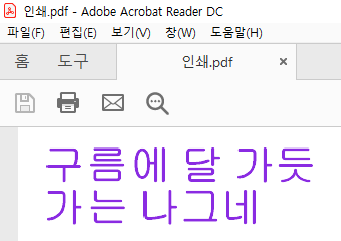 인쇄.pdf - Adobe Acrobat Reader DC
파일(F) 편집(E) 보기(V) 창(W) 도움말(H)
홈 도구 인쇄.pdf ×
구름에 달 가듯
가는 나그네